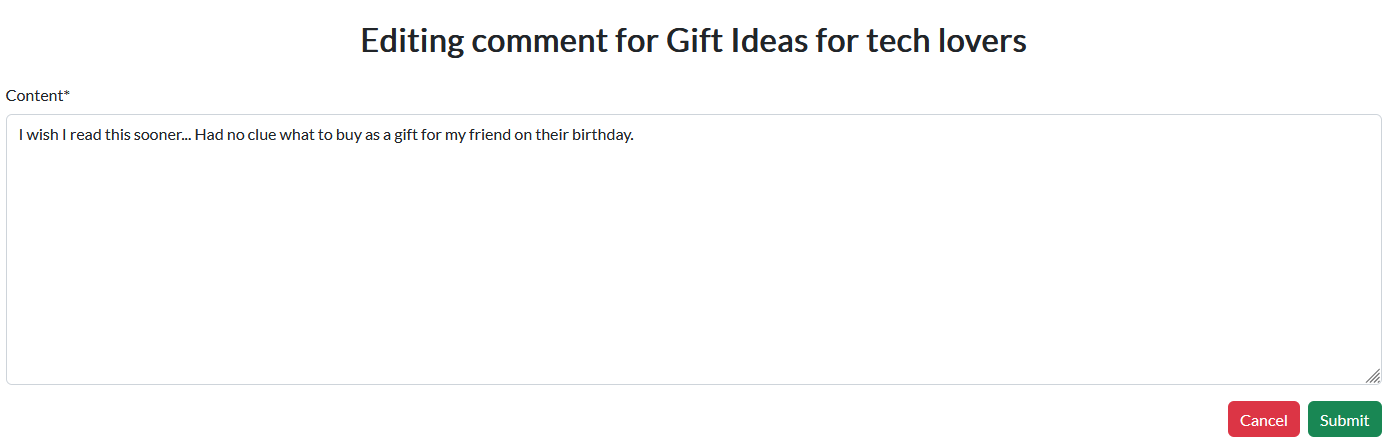 Editing comment for Gift Ideas for tech lovers
Content*
I wish I read this sooner... Had no clue what to buy as a gift for my friend on their birthday.
Cancel Submit